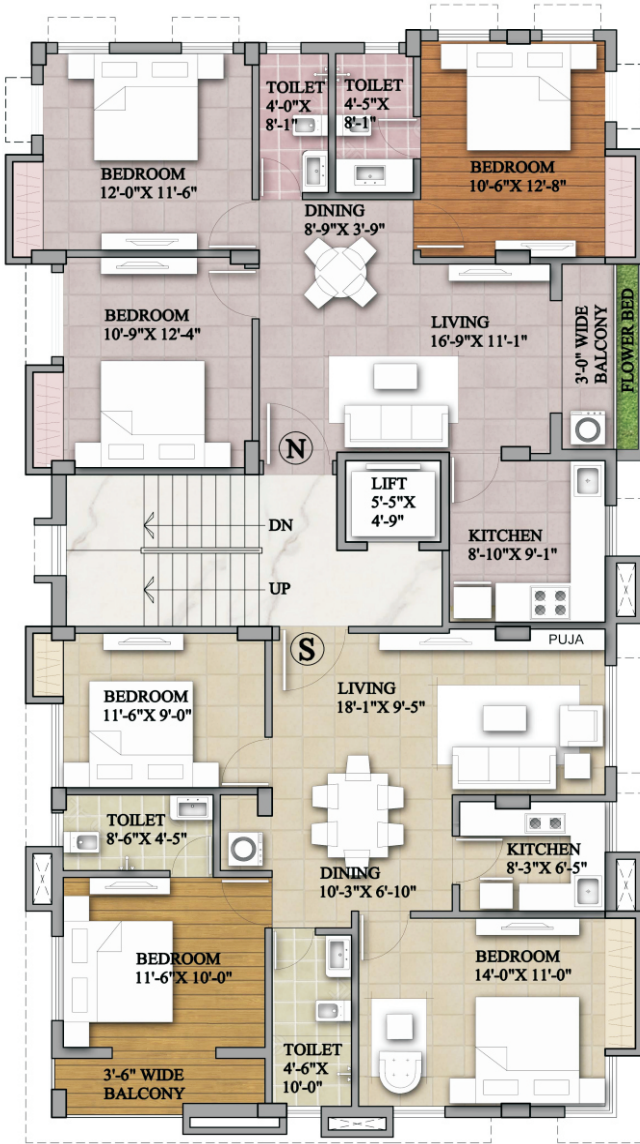 TOILET
4'-0"X
8'-1"
TOILET
4'-5"X
8'-1"
BEDROOM
12'-0"X 11'-6"
BEDROOM
10'-6"X 12'-8"
DINING
8'-9"X 3'-9"
BEDROOM
10'-9"X 12'-4"
LIVING
16'-9"X 11'-1"
3'-0" WIDE
BALCONY
FLOWER BED
N
LIFT
5'-5"X
4'-9"
DN
UP
KITCHEN
8'-10"X 9'-1"
S
PUJA
BEDROOM
11'-6"X 9'-0"
LIVING
18'-1"X 9'-5"
TOILET
8'-6"X 4'-5"
DINING
10'-3"X 6'-10"
KITCHEN
8'-3"X 6'-5"
BEDROOM
11'-6"X 10'-0"
BEDROOM
14'-0"X 11'-0"
TOILET
4'-6"X
10'-0"
3'-6" WIDE
BALCONY